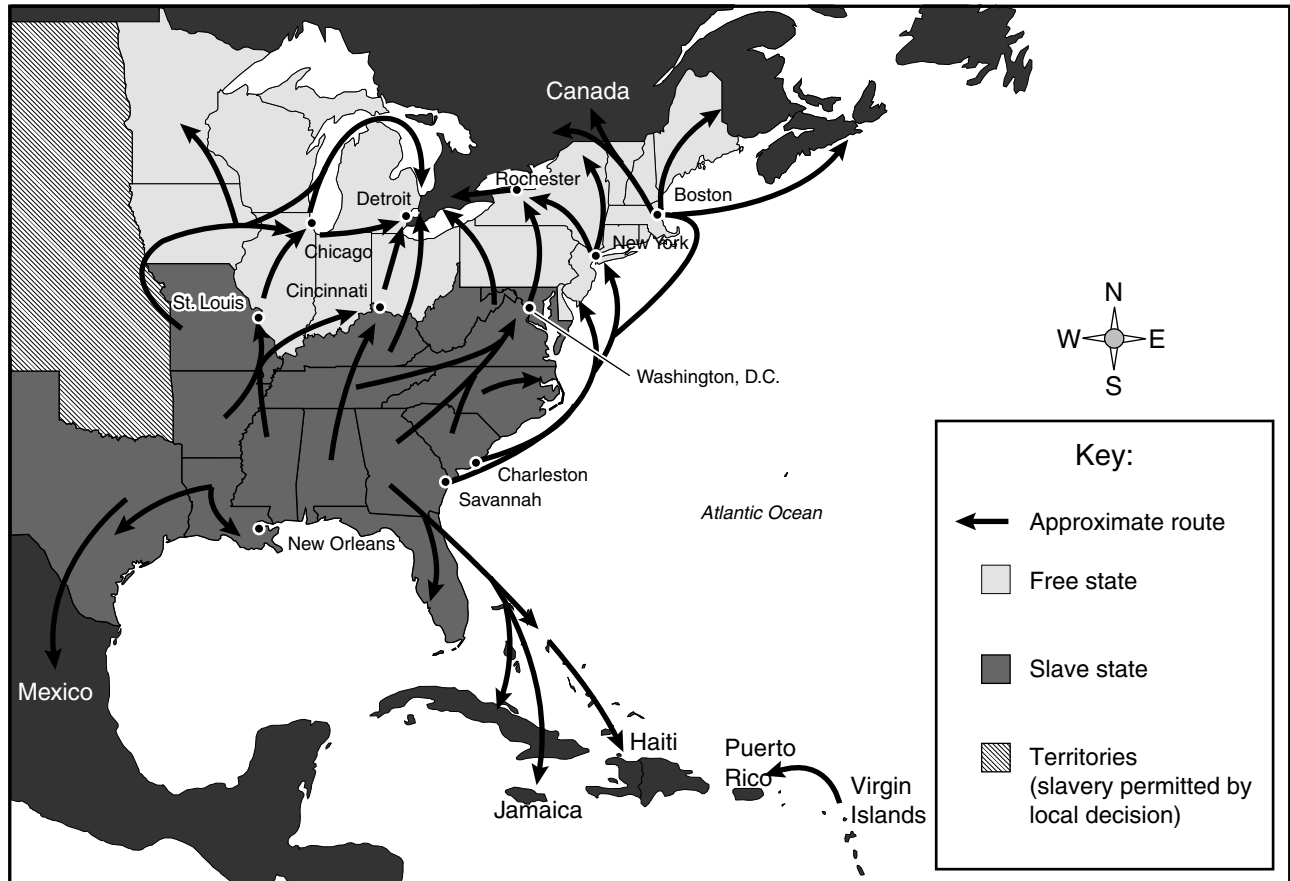 Canada
Rochester
Detroit
Boston
Chicago
New York
Cincinnati
St. Louis
Washington, D.C.
Charleston
Savannah
New Orleans
Atlantic Ocean
Mexico
Haiti
Jamaica
Puerto
Rico
Virgin
Islands
N
W
E
S
Key:
Approximate route
Free state
Slave state
Territories
(slavery permitted by
local decision)